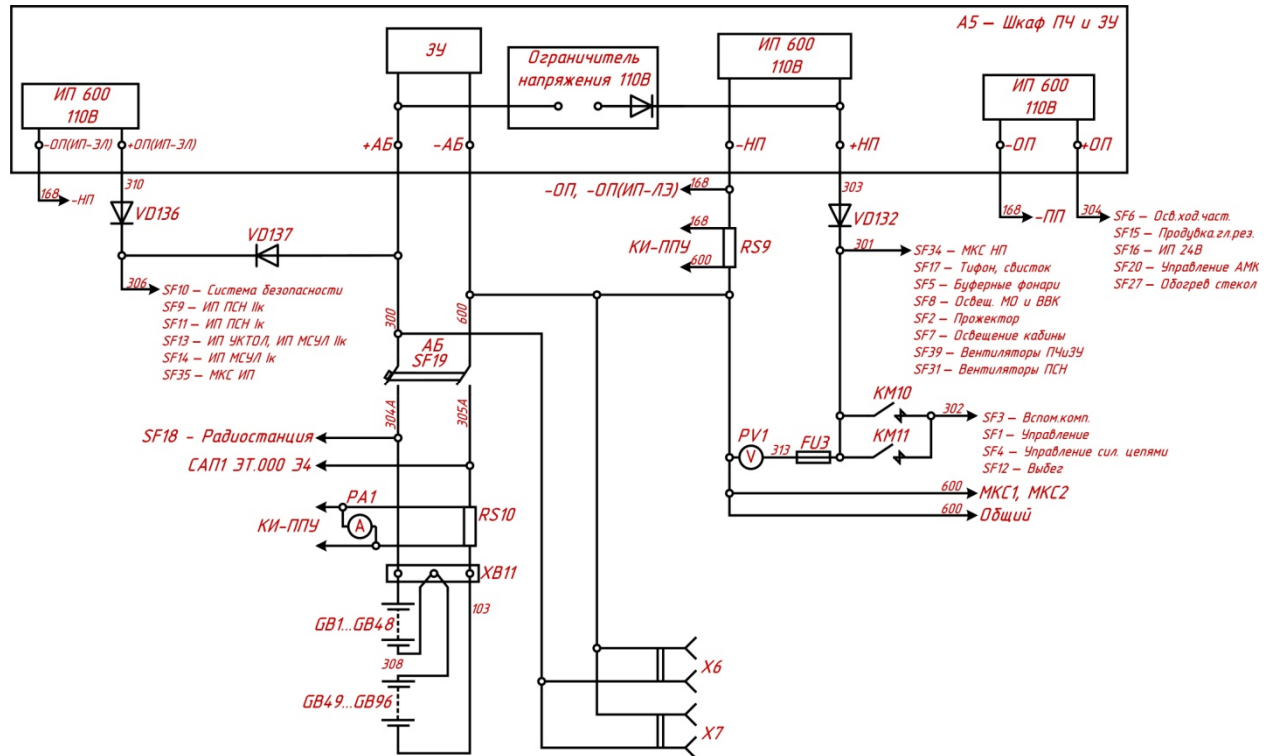 А5 – Шкаф ПЧ и ЗУ
ЗУ
Ограничитель
напряжения 110В
ИП 600
110В
ИП 600
110В
ИП 600
110В
-ОП(ИП-ЭЛ)
+ОП(ИП-ЭЛ)
+АБ
-АБ
-НП
+НП
-ОП
+ОП
168
-НП
310
VD136
VD137
306
SF10 – Система безопасности
SF9 – ИП ПСН IIк
SF11 – ИП ПСН Iк
SF13 – ИП УКТОЛ, ИП МСУЛ IIк
SF14 – ИП МСУЛ Iк
SF35 – МКС ИП
-ОП, -ОП(ИП-ЛЭ)
168
168
КИ-ППУ
600
RS9
303
VD132
301
SF34 – МКС НП
SF17 – Тифон, свисток
SF5 – Буферные фонари
SF8 – Освещ. МО и ВВК
SF2 – Прожектор
SF7 – Освещение кабины
SF39 – Вентиляторы ПЧиЗУ
SF31 – Вентиляторы ПСН
168
-ПП
304
SF6 – Осв.ход.част.
SF15 – Продувка.гл.рез.
SF16 – ИП 24В
SF20 – Управление АМК
SF27 – Обогрев стекол
300
600
АБ
SF19
304А
305А
SF18 - Радиостанция
САП1 ЭТ.000 Э4
РА1
А
КИ-ППУ
RS10
ХВ11
103
GB1...GB48
308
GB49...GB96
КМ10
302
SF3 – Вспом.комп.
SF1 – Управление
SF4 – Управление сил. цепями
SF12 – Выбег
КМ11
PV1
V
313
FU3
600
МКС1, МКС2
600
Общий
Х6
Х7